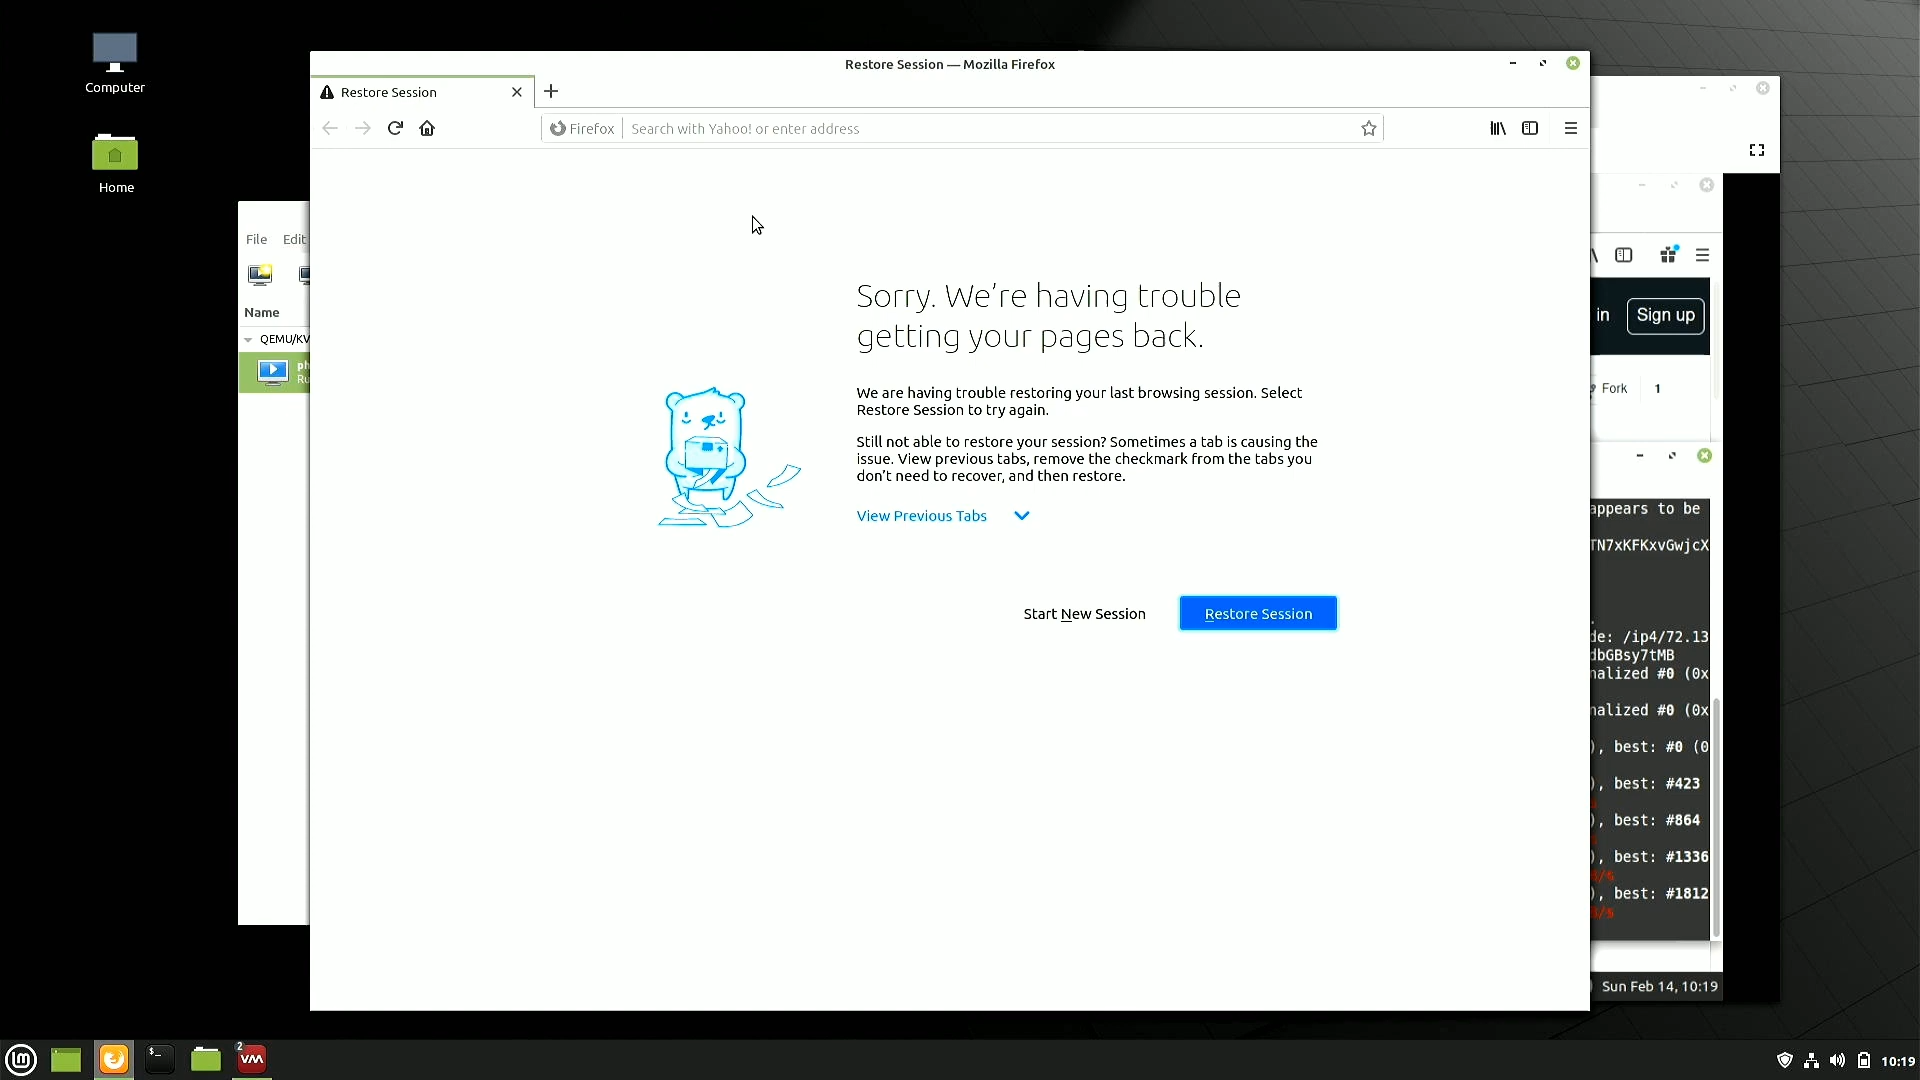 Computer
Home
Restore Session — Mozilla Firefox
Restore Session
Firefox
Search with Yahoo! or enter address
Sorry. We’re having trouble
getting your pages back.
We are having trouble restoring your last browsing session. Select
Restore Session to try again.
Still not able to restore your session? Sometimes a tab is causing the
issue. View previous tabs, remove the checkmark from the tabs you
don’t need to recover, and then restore.
View Previous Tabs
Start New Session
Restore Session
File Edit
Name
QEMU/KV
ph
Ru
in
Sign up
Fork 1
appears to be
TN7xKFKxvGwjcX
de: /ip4/72.13
dbGBsy7tMB
nalized #0 (0x
nalized #0 (0x
), best: #0 (0
), best: #423
), best: #864
), best: #1336
/s
), best: #1812
/s
Sun Feb 14, 10:19
lm
$_
2
VM
10:19